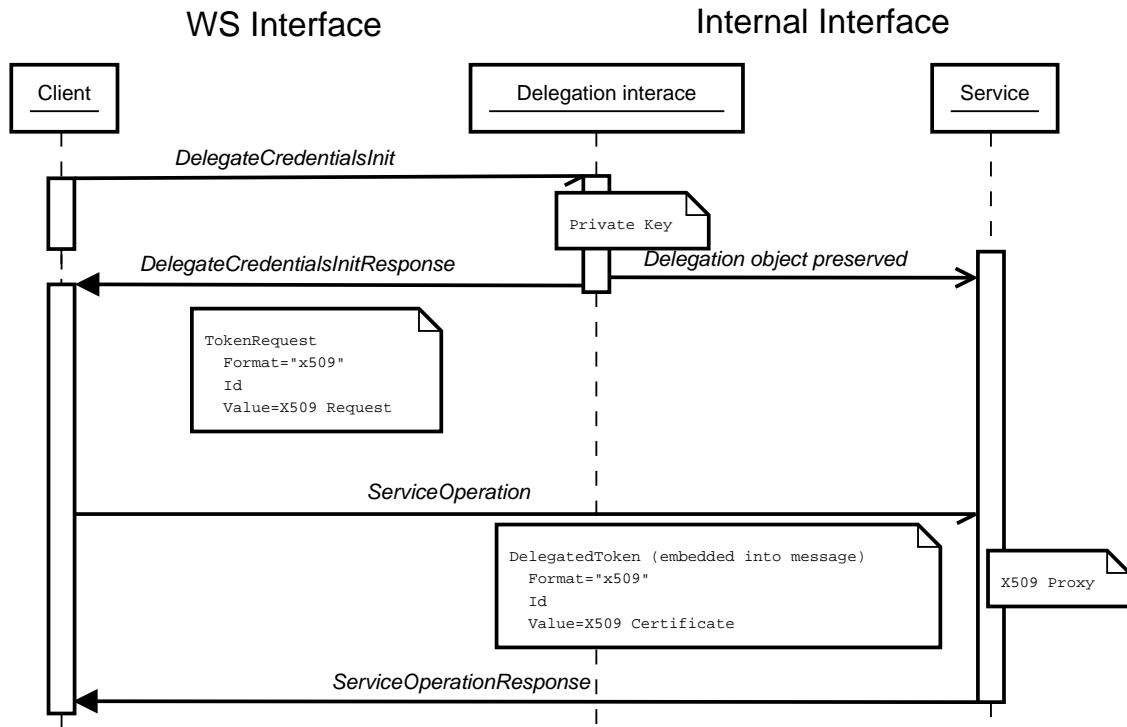 WS Interface
Internal Interface
Client
Delegation interace
Service
DelegateCredentialsInit
Private Key
DelegateCredentialsInitResponse
Delegation object preserved
TokenRequest
Format="x509"
Id
Value=X509 Request
ServiceOperation
DelegatedToken (embedded into message)
Format="x509"
Id
Value=X509 Certificate
X509 Proxy
ServiceOperationResponse